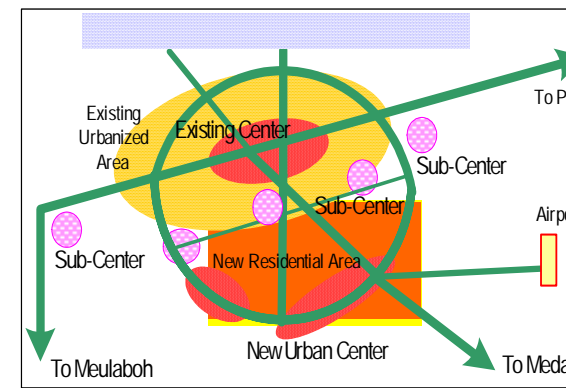 To P
Existing
Urbanized
Area
Existing Center
Sub-Center
Sub-Center
Airpo
Sub-Center
New Residential Area
New Urban Center
To Meulaboh
To Meda